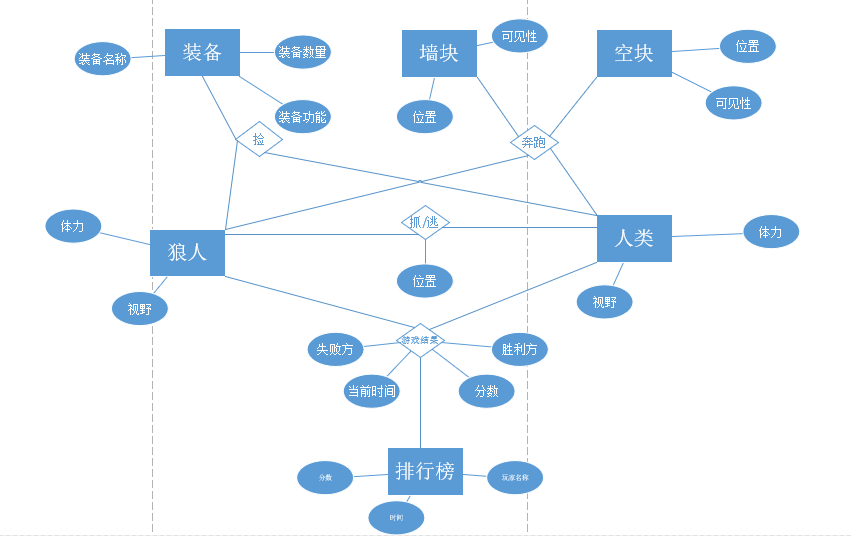 装备
装备名称
装备数量
装备功能
墙块
可见性
位置
空块
位置
可见性
捡
奔跑
体力
狼人
视野
抓/逃
位置
人类
体力
视野
游戏结果
失败方
胜利方
当前时间
分数
排行榜
分数
玩家名称
时间